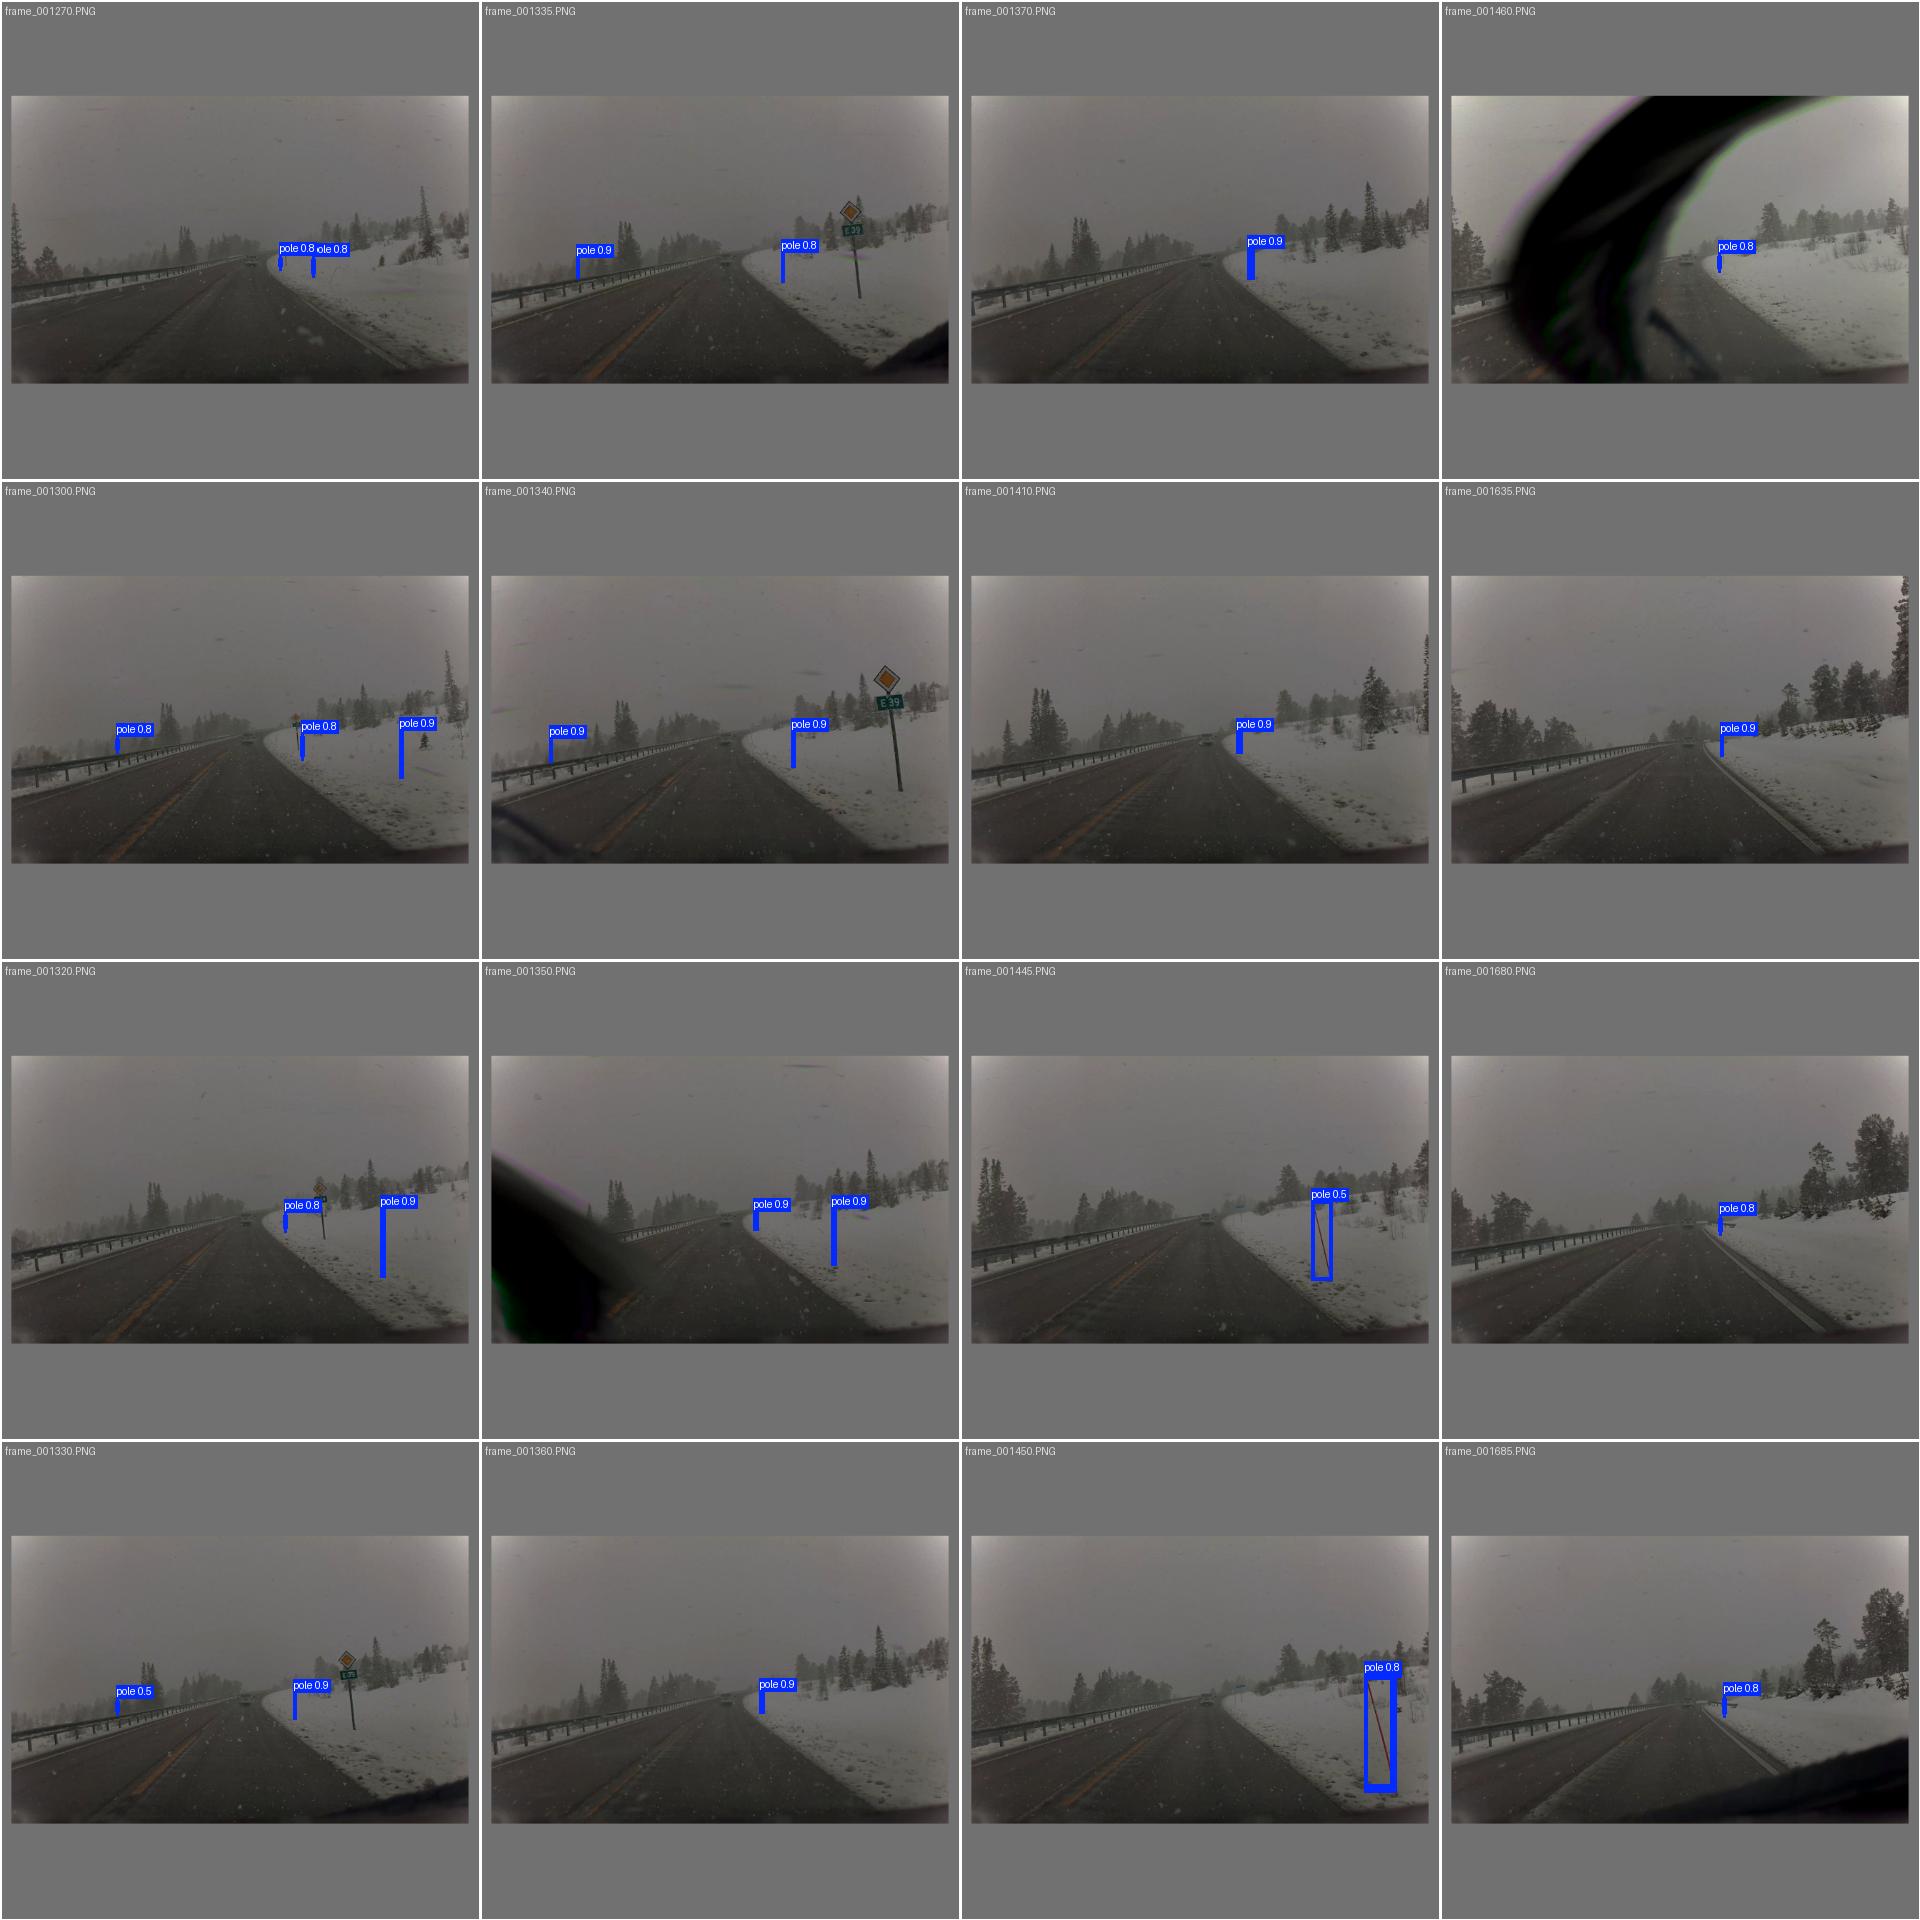 frame_001270.PNG
frame_001335.PNG
frame_001370.PNG
frame_001460.PNG
pole 0.8
ole 0.8
pole 0.9
pole 0.8
E39
pole 0.9
pole 0.8
frame_001300.PNG
frame_001340.PNG
frame_001410.PNG
frame_001635.PNG
pole 0.8
pole 0.8
pole 0.9
pole 0.9
pole 0.9
E 39
pole 0.9
pole 0.9
frame_001320.PNG
frame_001350.PNG
frame_001445.PNG
frame_001680.PNG
pole 0.8
pole 0.9
pole 0.9
pole 0.9
pole 0.5
pole 0.8
frame_001330.PNG
frame_001360.PNG
frame_001450.PNG
frame_001685.PNG
pole 0.5
pole 0.9
pole 0.9
pole 0.8
pole 0.8